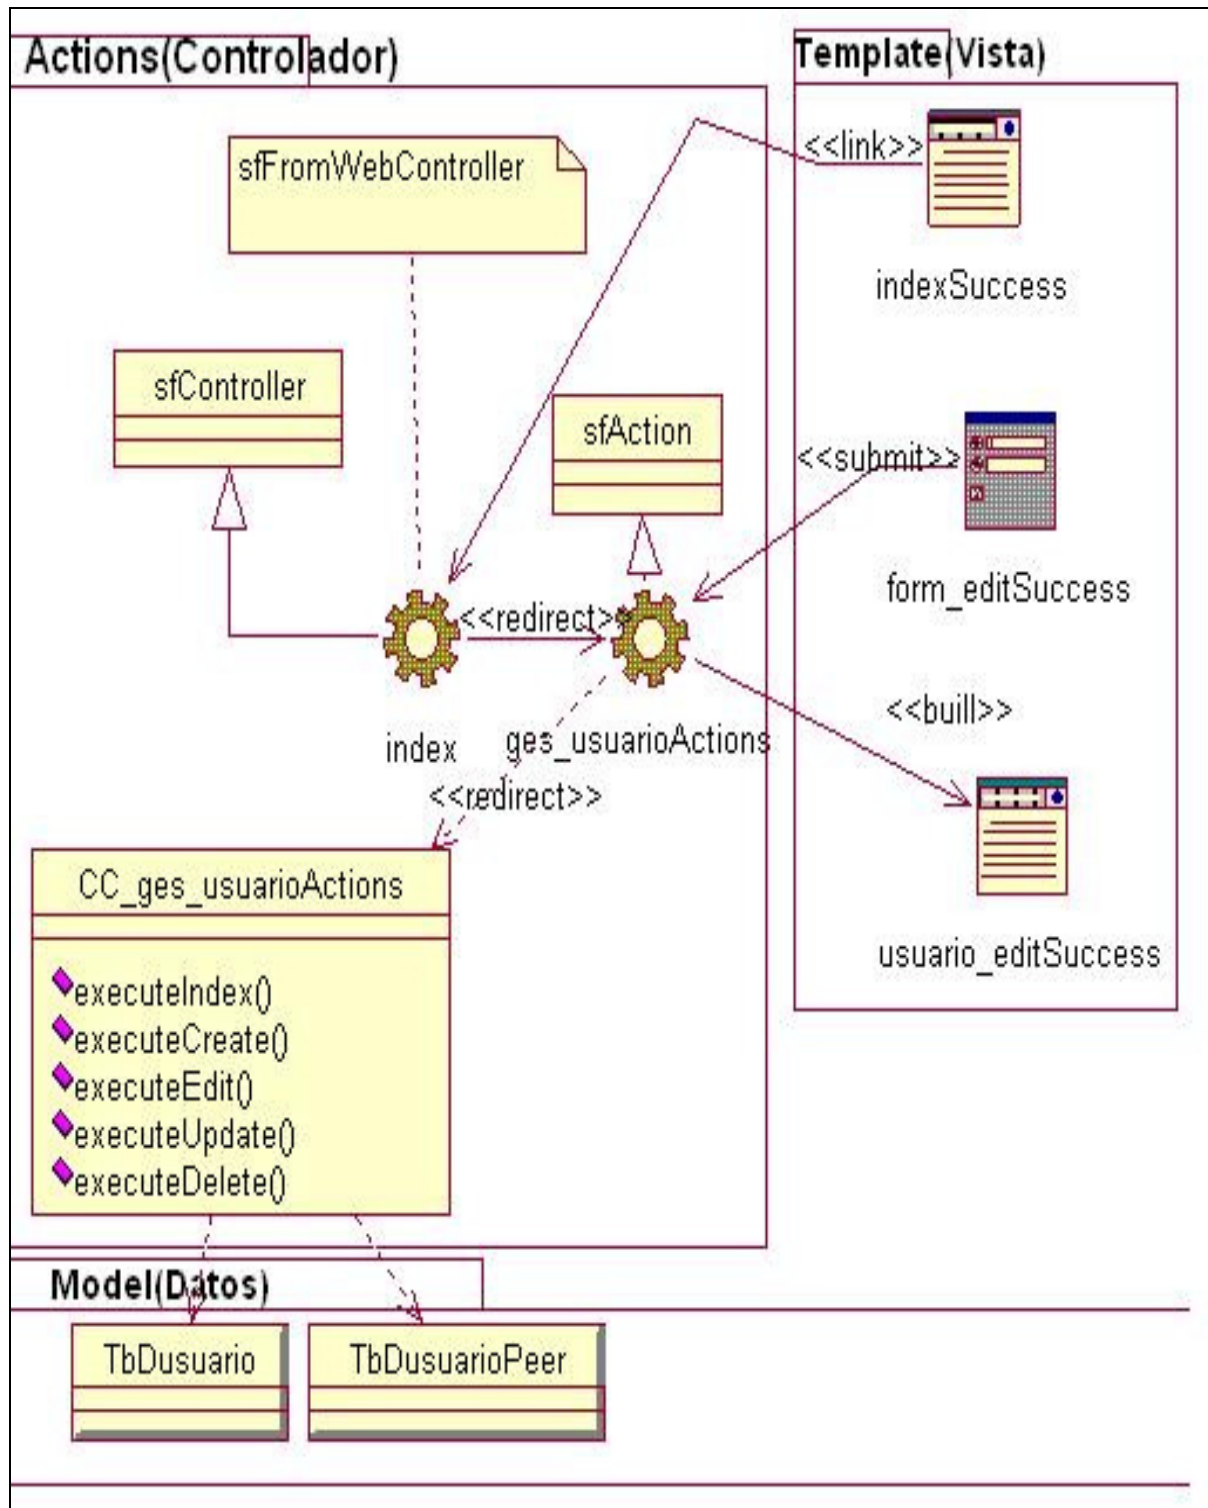 Actions(Controlador)
Template(Vista)
sfFromWebController
<<link>>
indexSuccess
sfController
sfAction
<<submit>>
form_editSuccess
<<redirect>>
<<buill>>
index
ges_usuarioActions
<<redirect>>
CC_ges_usuarioActions
usuario_editSuccess
executeIndex()
executeCreate()
executeEdit()
executeUpdate()
executeDelete()
Model(Datos)
TbDusuario
TbDusuarioPeer